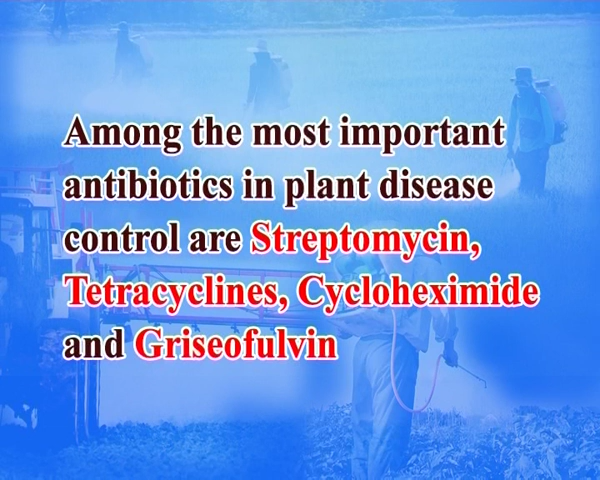 Among the most important
antibiotics in plant disease
control are Streptomycin,
Tetracyclines, Cycloheximide
and Griseofulvin